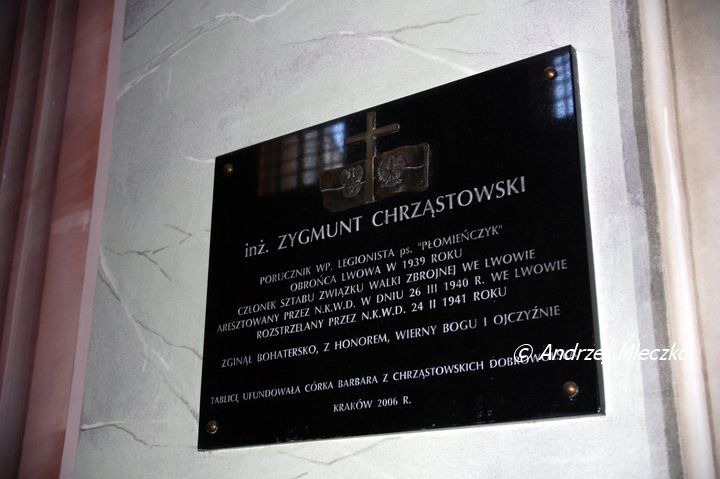 inż. ZYGMUNT CHRZĄSTOWSKI
PORUCZNIK WP, LEGIONISTA ps. "PŁOMIEŃCZYK"
OBROŃCA LWOWA W 1939 ROKU
CZŁONEK SZTABU ZWIĄZKU WALKI ZBROJNEJ WE LWOWIE
ARESZTOWANY PRZEZ N.K.W.D. W DNIU 26 III 1940 R. WE LWOWIE
ROZSTRZELANY PRZEZ N.K.W.D. 24 II 1941 ROKU
ZGINĄŁ BOHATERSKO, Z HONOREM, WIERNY BOGU I OJCZYŹNIE
© Andrzej Mleczko
TABLICĘ UFUNDOWAŁA CÓRKA BARBARA Z CHRZĄSTOWSKICH
KRAKÓW 2006 R.